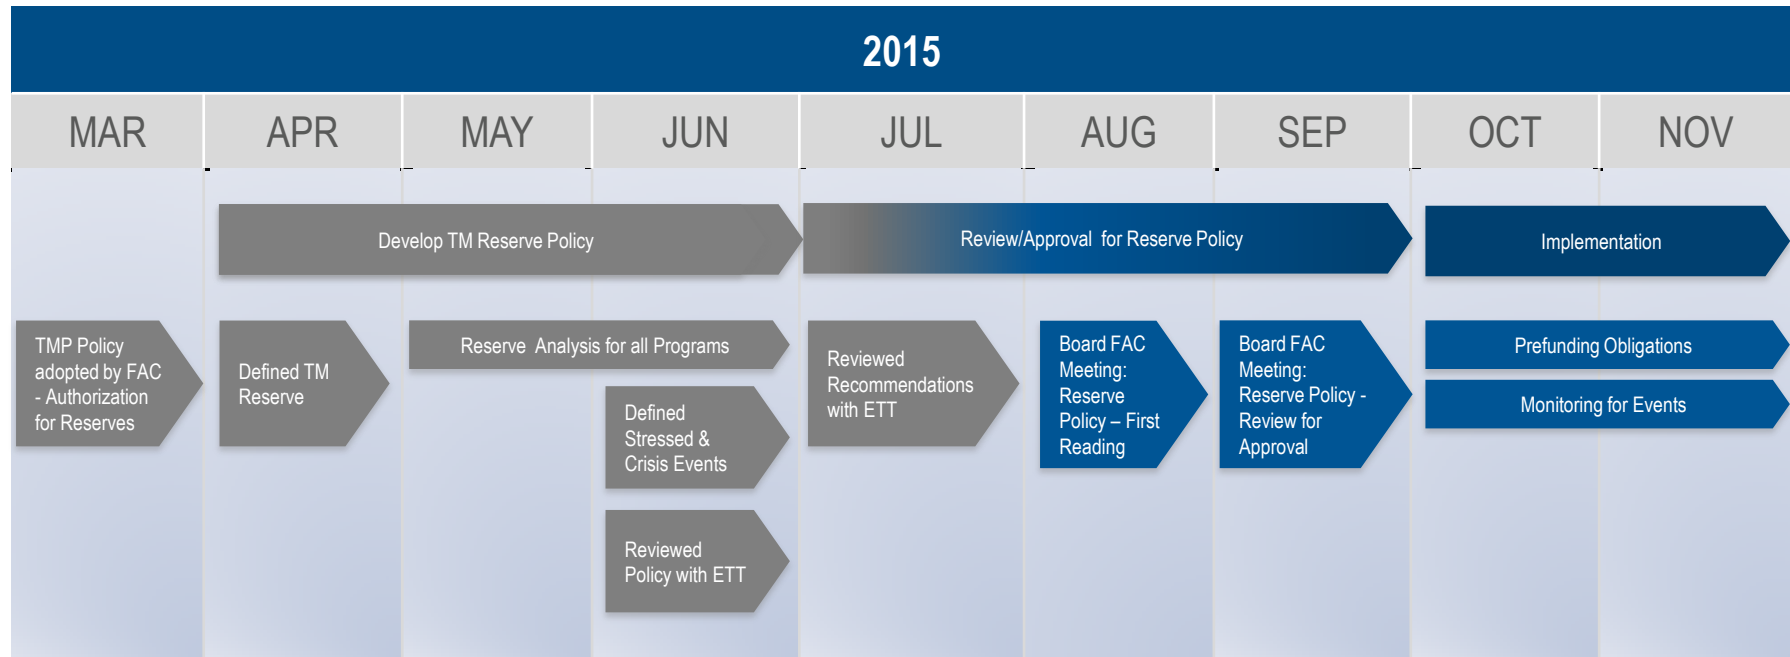 2015
MAR APR MAY JUN JUL AUG SEP OCT NOV
Develop TM Reserve Policy
Review/Approval for Reserve Policy
Implementation
TMP Policy
adopted by FAC
- Authorization
for Reserves
Defined TM
Reserve
Reserve Analysis for all Programs
Defined
Stressed &
Crisis Events
Reviewed
Policy with ETT
Reviewed
Recommendations
with ETT
Board FAC
Meeting:
Reserve
Policy – First
Reading
Board FAC
Meeting:
Reserve Policy -
Review for
Approval
Prefunding Obligations
Monitoring for Events